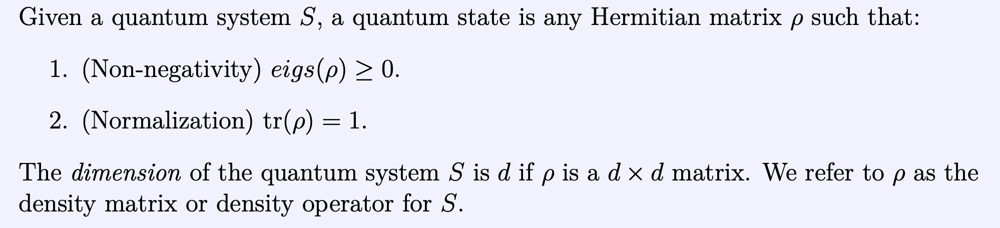 Given a quantum system S, a quantum state is any Hermitian matrix ρ such that:
1. (Non-negativity) eigs(ρ) ≥ 0.
2. (Normalization) tr(ρ) = 1.
The dimension of the quantum system S is d if ρ is a d × d matrix. We refer to ρ as the
density matrix or density operator for S.